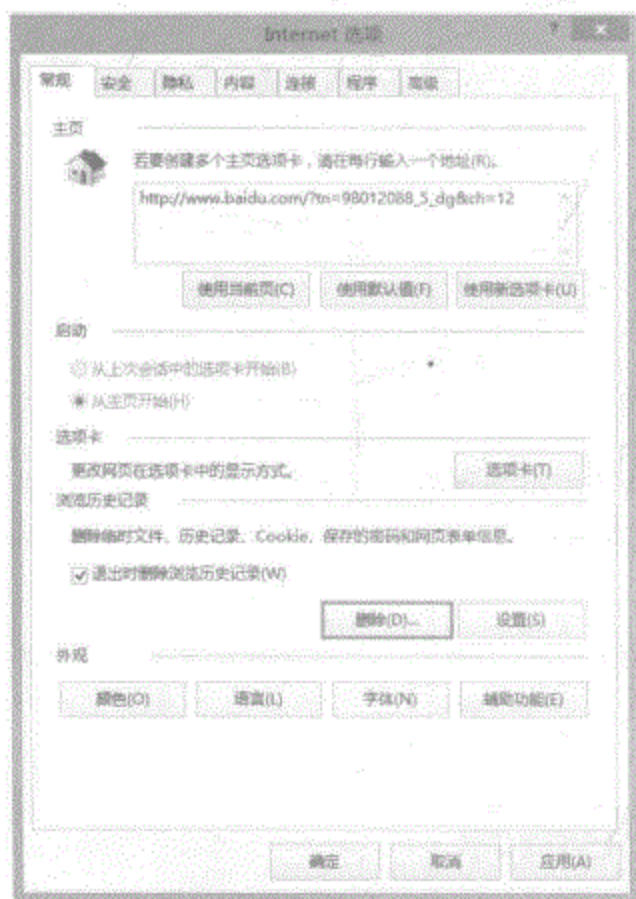 Internet 选项
?
×
常规 安全 隐私 内容 连接 程序 高级
主页
若要创建多个主页选项卡，请在每行输入一个地址(R)。
http://www.baidu.com/?tn=98012088_5_dg&ch=12
使用当前页(C) 使用默认值(F) 使用新选项卡(U)
启动
从上次会话中的选项卡开始(B)
从主页开始(H)
选项卡
更改网页在选项卡中的显示方式。 选项卡(T)
浏览历史记录
删除临时文件、历史记录、Cookie、保存的密码和网页表单信息。
退出时删除浏览历史记录(W)
删除(D)... 设置(S)
外观
颜色(O) 语言(L) 字体(N) 辅助功能(E)
确定 取消 应用(A)